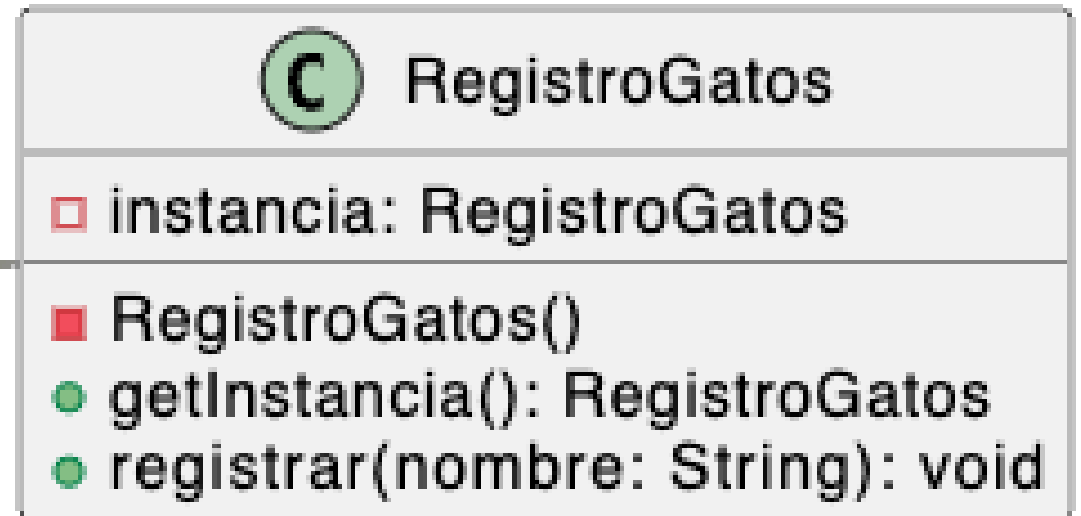 C RegistroGatos
instancia: RegistroGatos
RegistroGatos()
getInstancia(): RegistroGatos
registrar(nombre: String): void